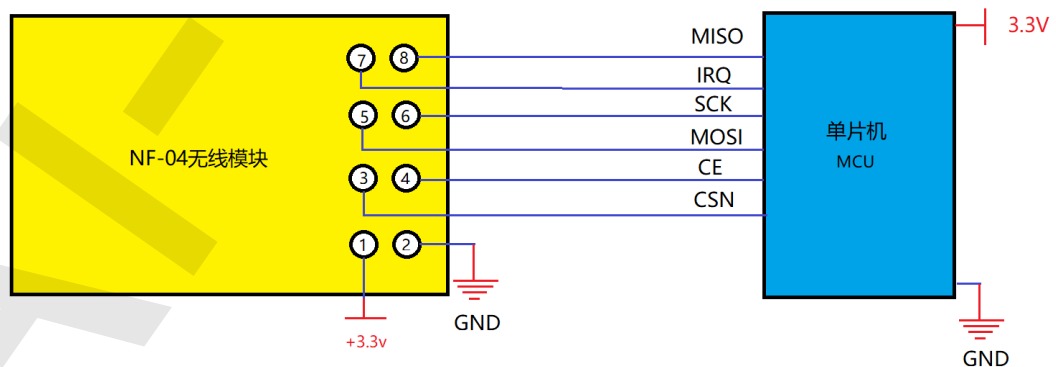 MISO
3.3V
7
8
IRQ
SCK
5
6
单片机
MOSI
NF-04无线模块
MCU
CE
3
4
CSN
1
2
GND
+3.3v
GND